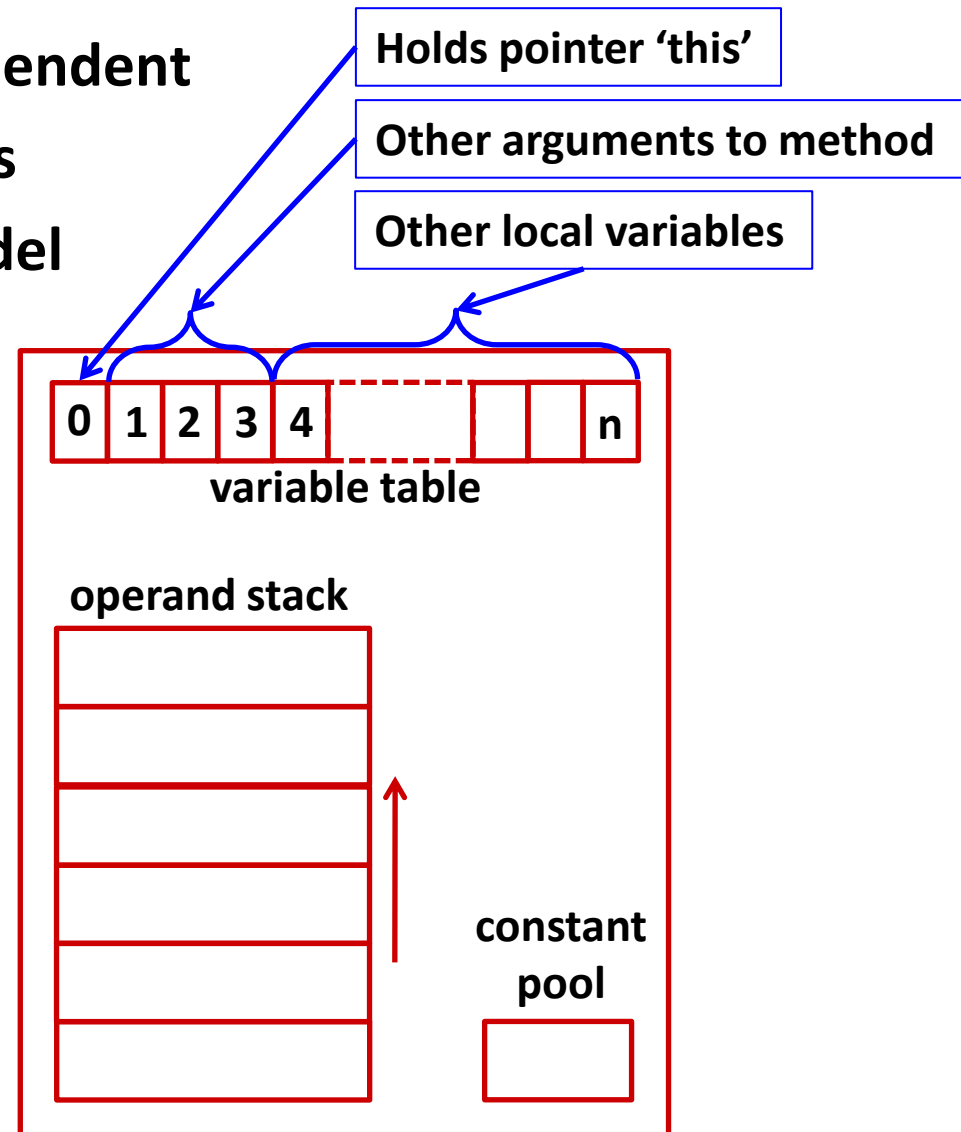 endent
s
del
Holds pointer ‘this’
Other arguments to method
Other local variables
0 1 2 3 4 n
variable table
operand stack
constant
pool